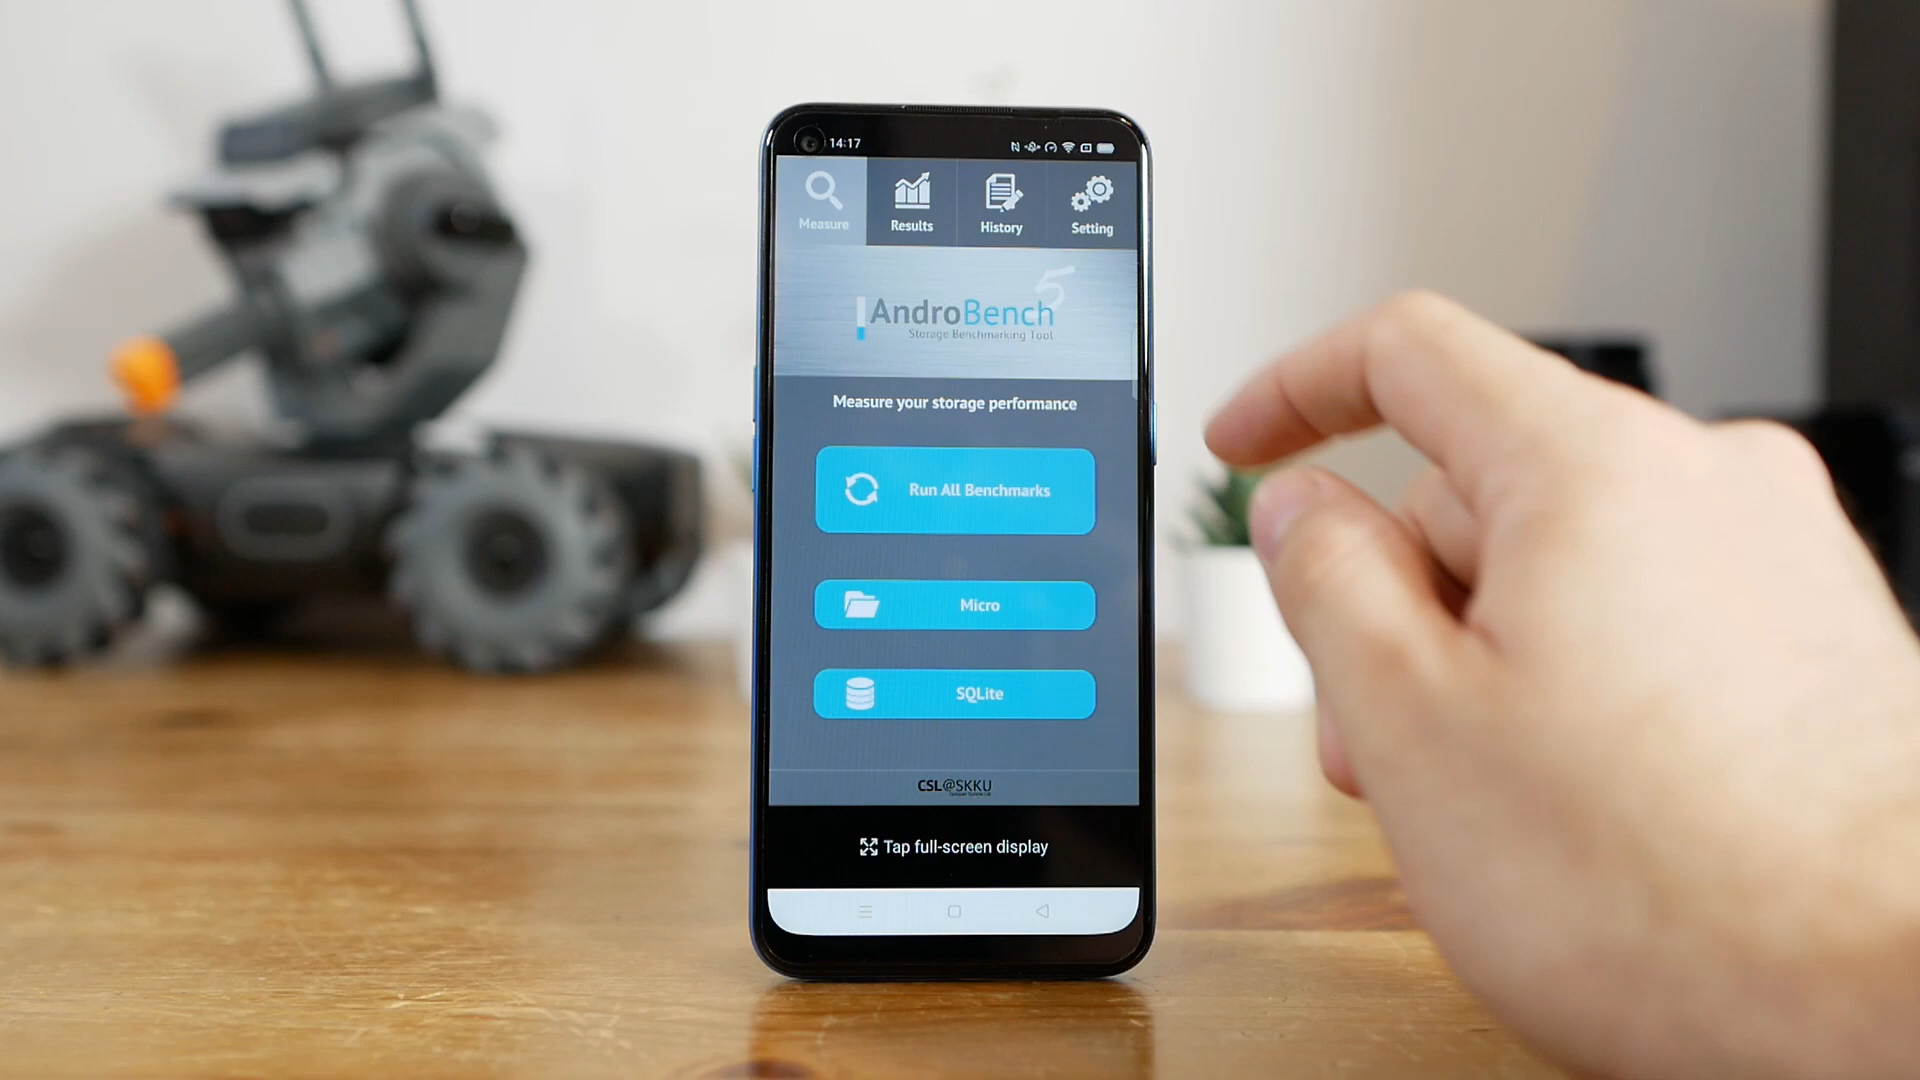 14:17
Measure
Results
History
Setting
AndroBench 5
Storage Benchmarking Tool
Measure your storage performance
Run All Benchmarks
Micro
SQLite
CSL@SKKU
Tap full-screen display